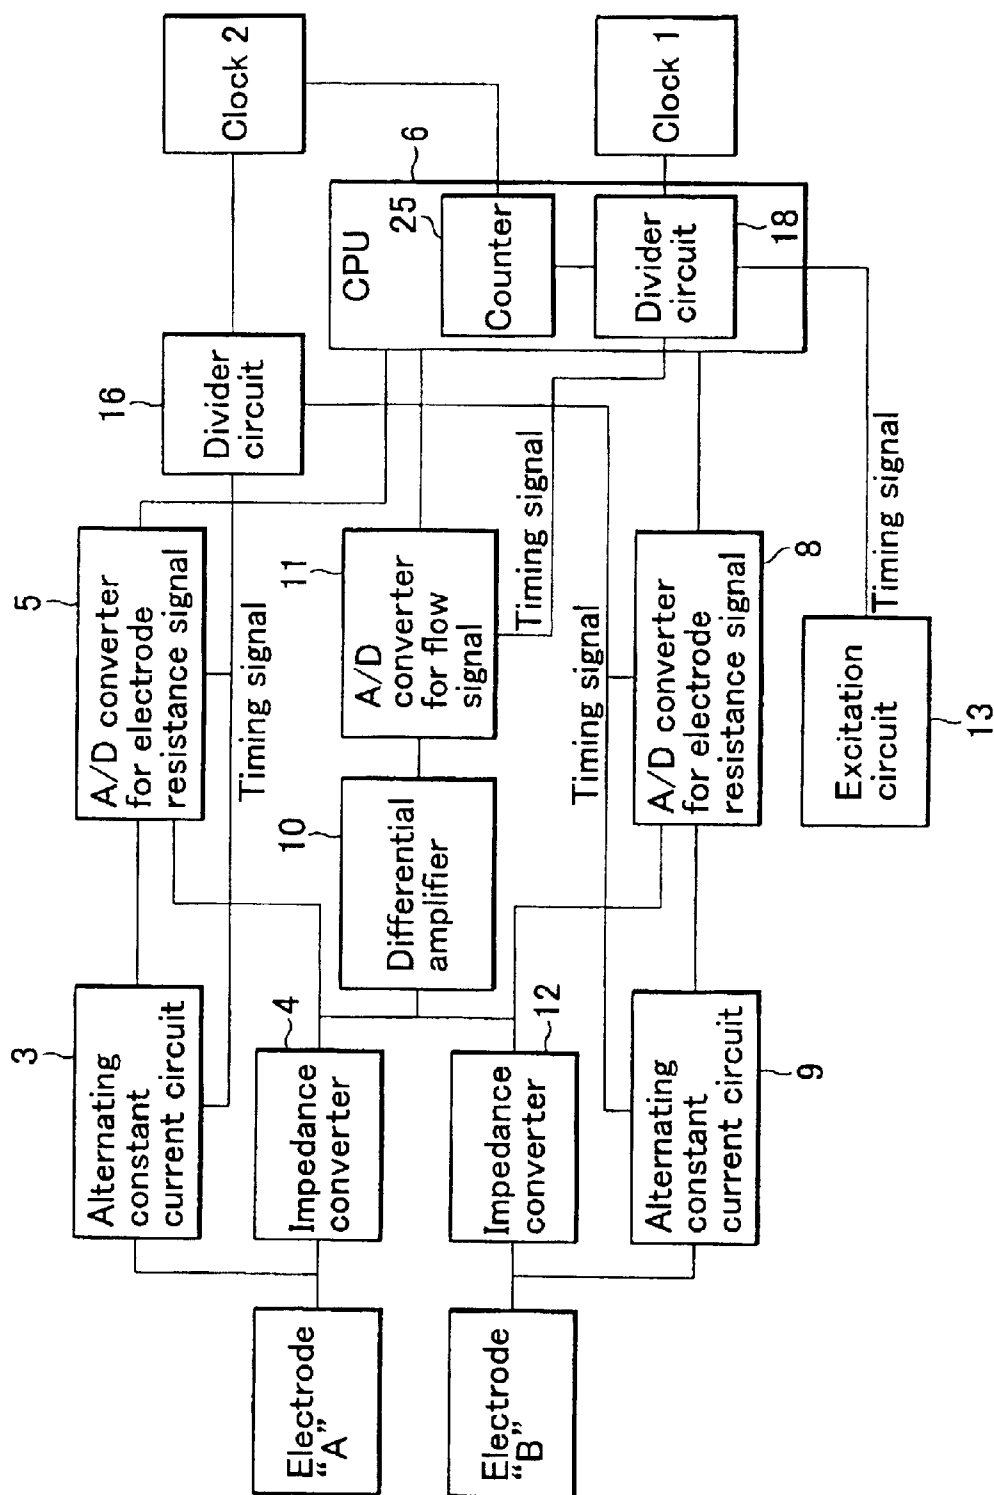 3
Alternating
constant
current circuit
5
A/D converter
for electrode
resistance signal
Timing signal
16
Divider
circuit
Clock 2
4
Impedance
converter
Electrode
“A”
10
Differential
amplifier
11
A/D
converter
for flow
signal
Timing signal
CPU
6
25
Counter
Divider
circuit
18
Clock 1
Electrode
“B”
12
Impedance
converter
Timing signal
Alternating
constant
current circuit
9
A/D converter
for electrode
resistance signal
8
Excitation
circuit
13
Timing signal